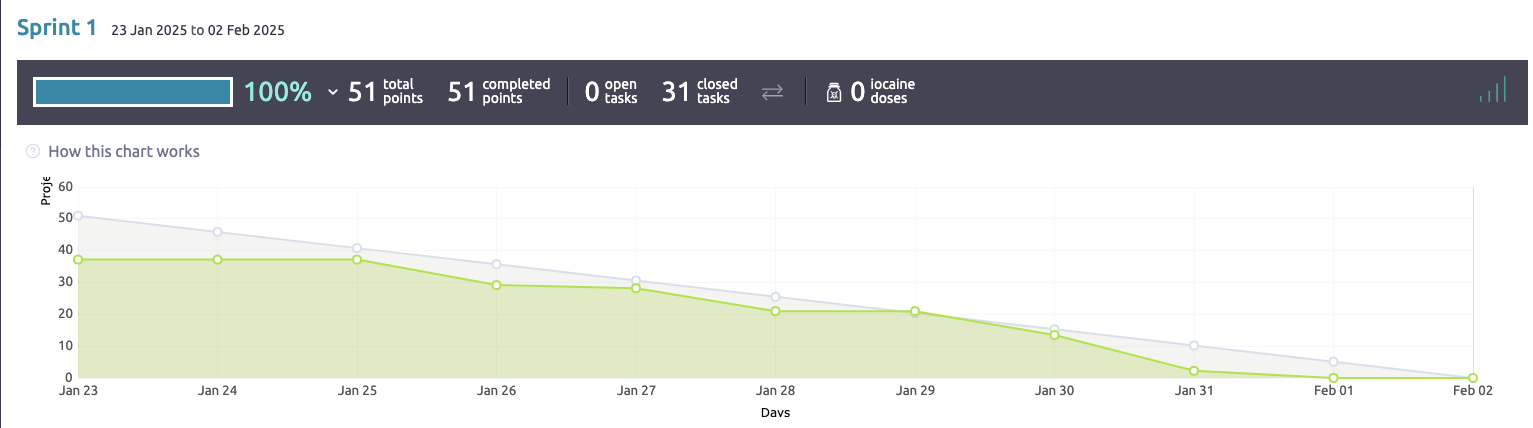 Sprint 1 23 Jan 2025 to 02 Feb 2025
100% 51 total points 51 completed points 0 open tasks 31 closed tasks 0 iocaine doses
? How this chart works
Proje
60
50
40
30
20
10
0
Jan 23 Jan 24 Jan 25 Jan 26 Jan 27 Jan 28 Jan 29 Jan 30 Jan 31 Feb 01 Feb 02
Days